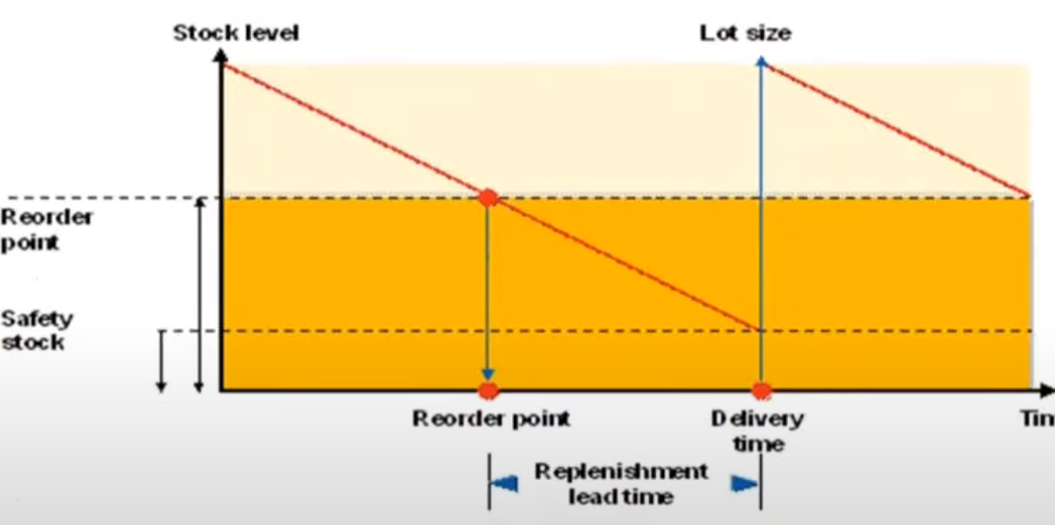 Stock level
Lot size
Reorder
point
Safety
stock
Reorder point
Delivery
time
Replenishment
lead time